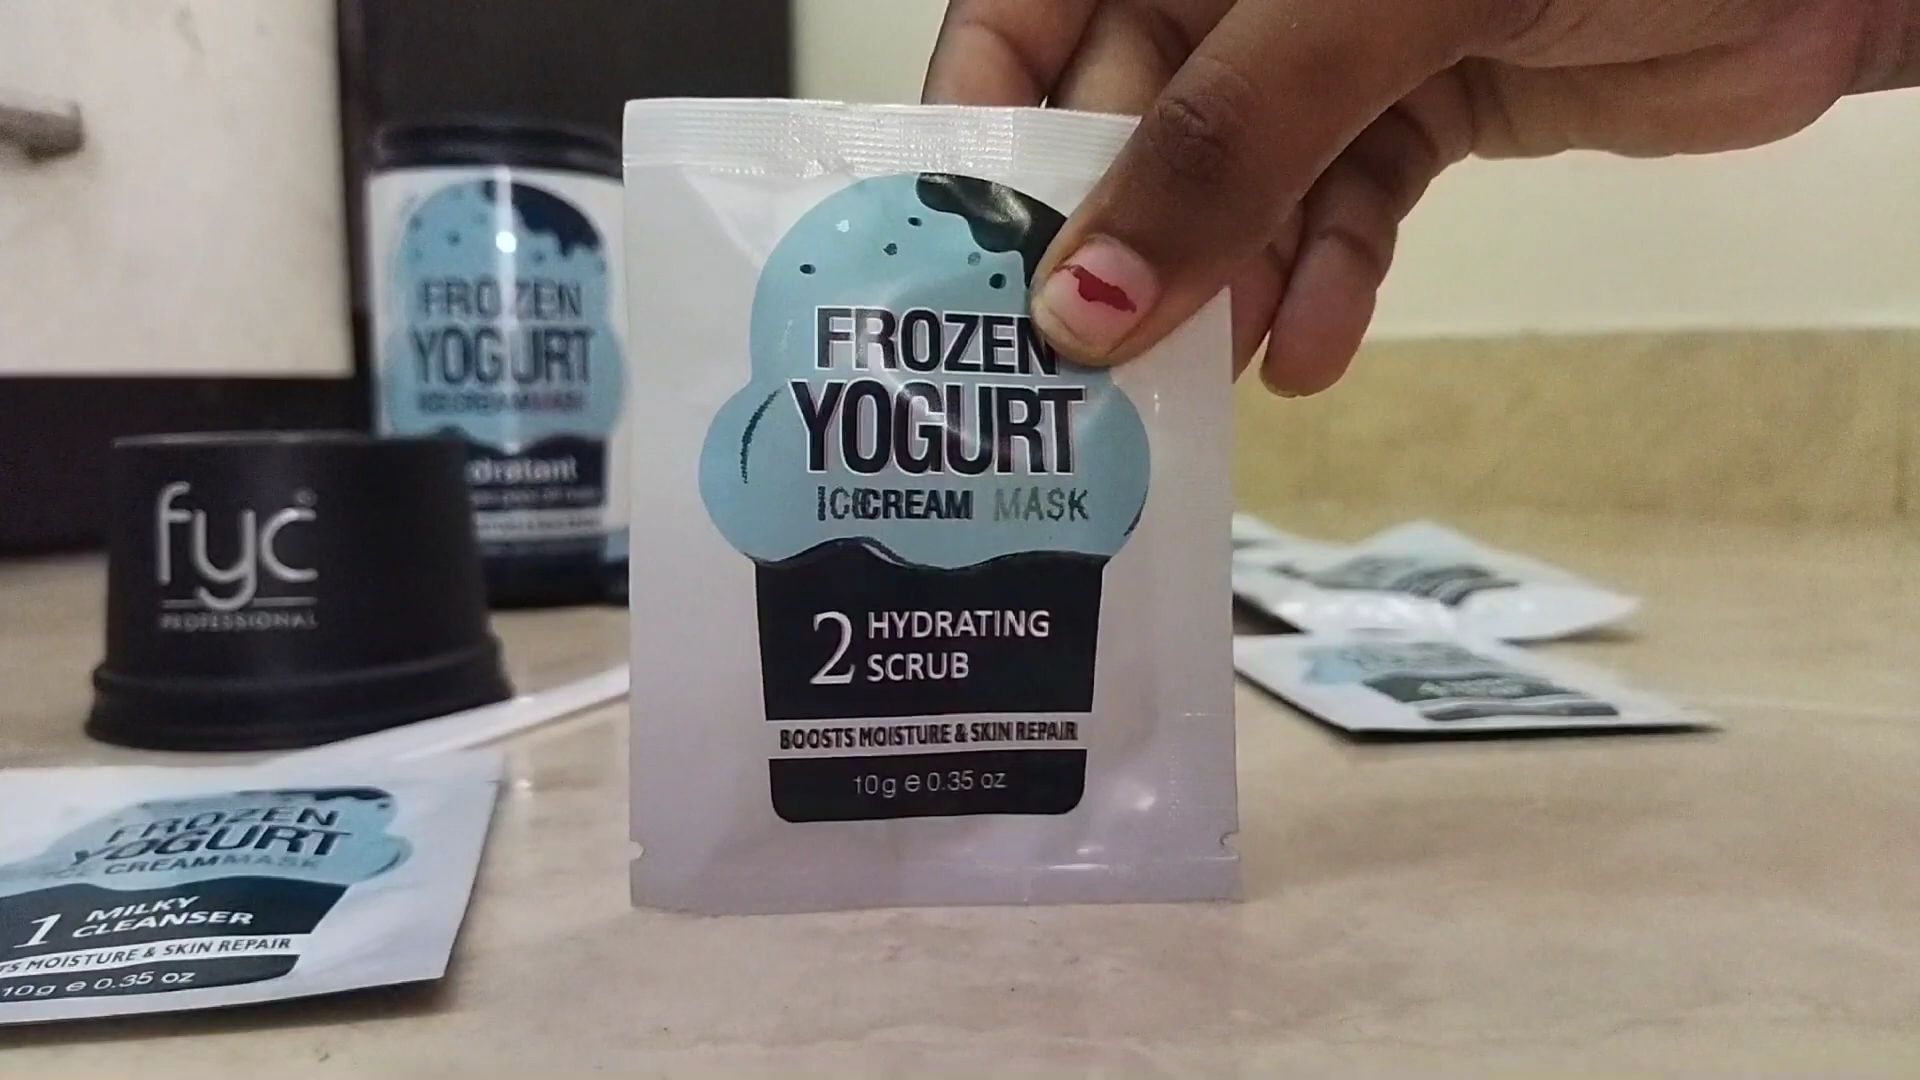 FROZEN
YOGURT
fyc
PROFESSIONAL
FROZEN
YOGURT
ICECREAM MASK
2 HYDRATING
SCRUB
BOOSTS MOISTURE & SKIN REPAIR
10g e 0.35 oz
FROZEN
YOGURT
ICE CREAM MASK
1 MILKY
CLEANSER
MOISTURE & SKIN REPAIR
10g e 0.35 oz